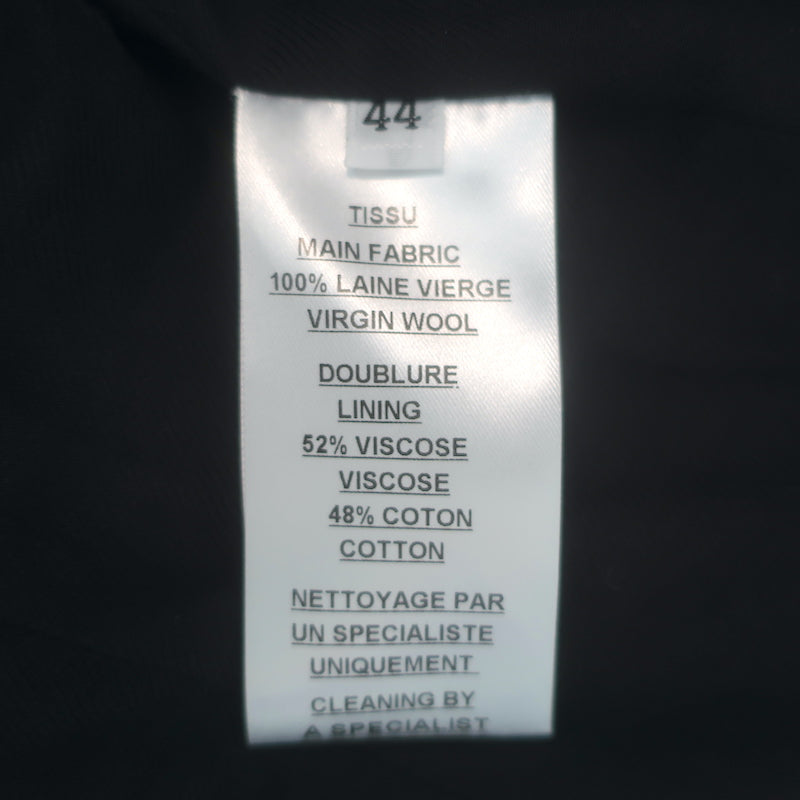 44
TISSU
MAIN FABRIC
100% LAINE VIERGE
VIRGIN WOOL
DOUBLURE
LINING
52% VISCOSE
VISCOSE
48% COTON
COTTON
NETTOYAGE PAR
UN SPECIALISTE
UNIQUEMENT
CLEANING BY
A SPECIALIST